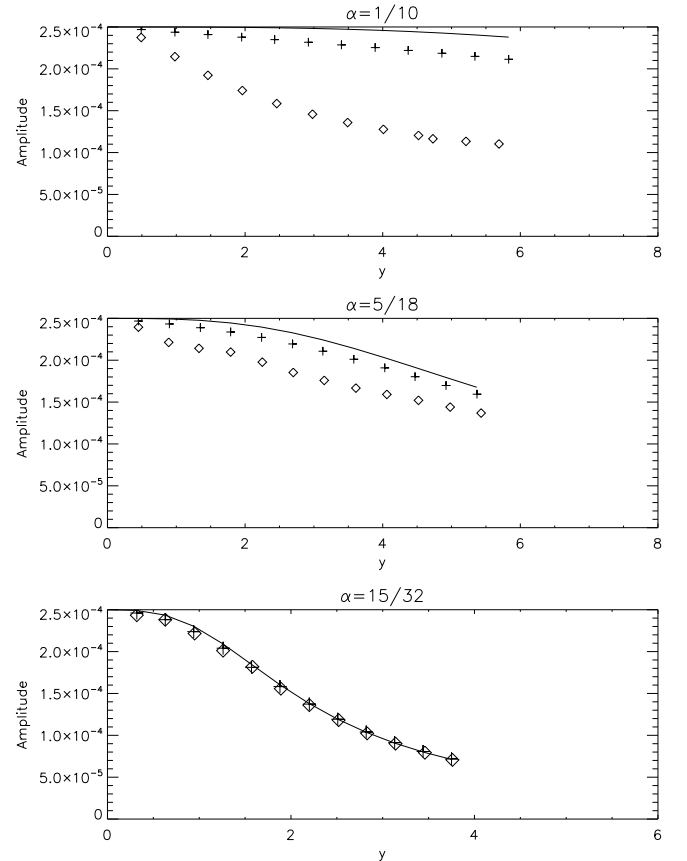 α=1/10
2.5×10⁻⁴
2.0×10⁻⁴
1.5×10⁻⁴
1.0×10⁻⁴
5.0×10⁻⁵
0
Amplitude
0 2 4 6 8
y
α=5/18
2.5×10⁻⁴
2.0×10⁻⁴
1.5×10⁻⁴
1.0×10⁻⁴
5.0×10⁻⁵
0
Amplitude
0 2 4 6 8
y
α=15/32
2.5×10⁻⁴
2.0×10⁻⁴
1.5×10⁻⁴
1.0×10⁻⁴
5.0×10⁻⁵
0
Amplitude
0 2 4 6
y